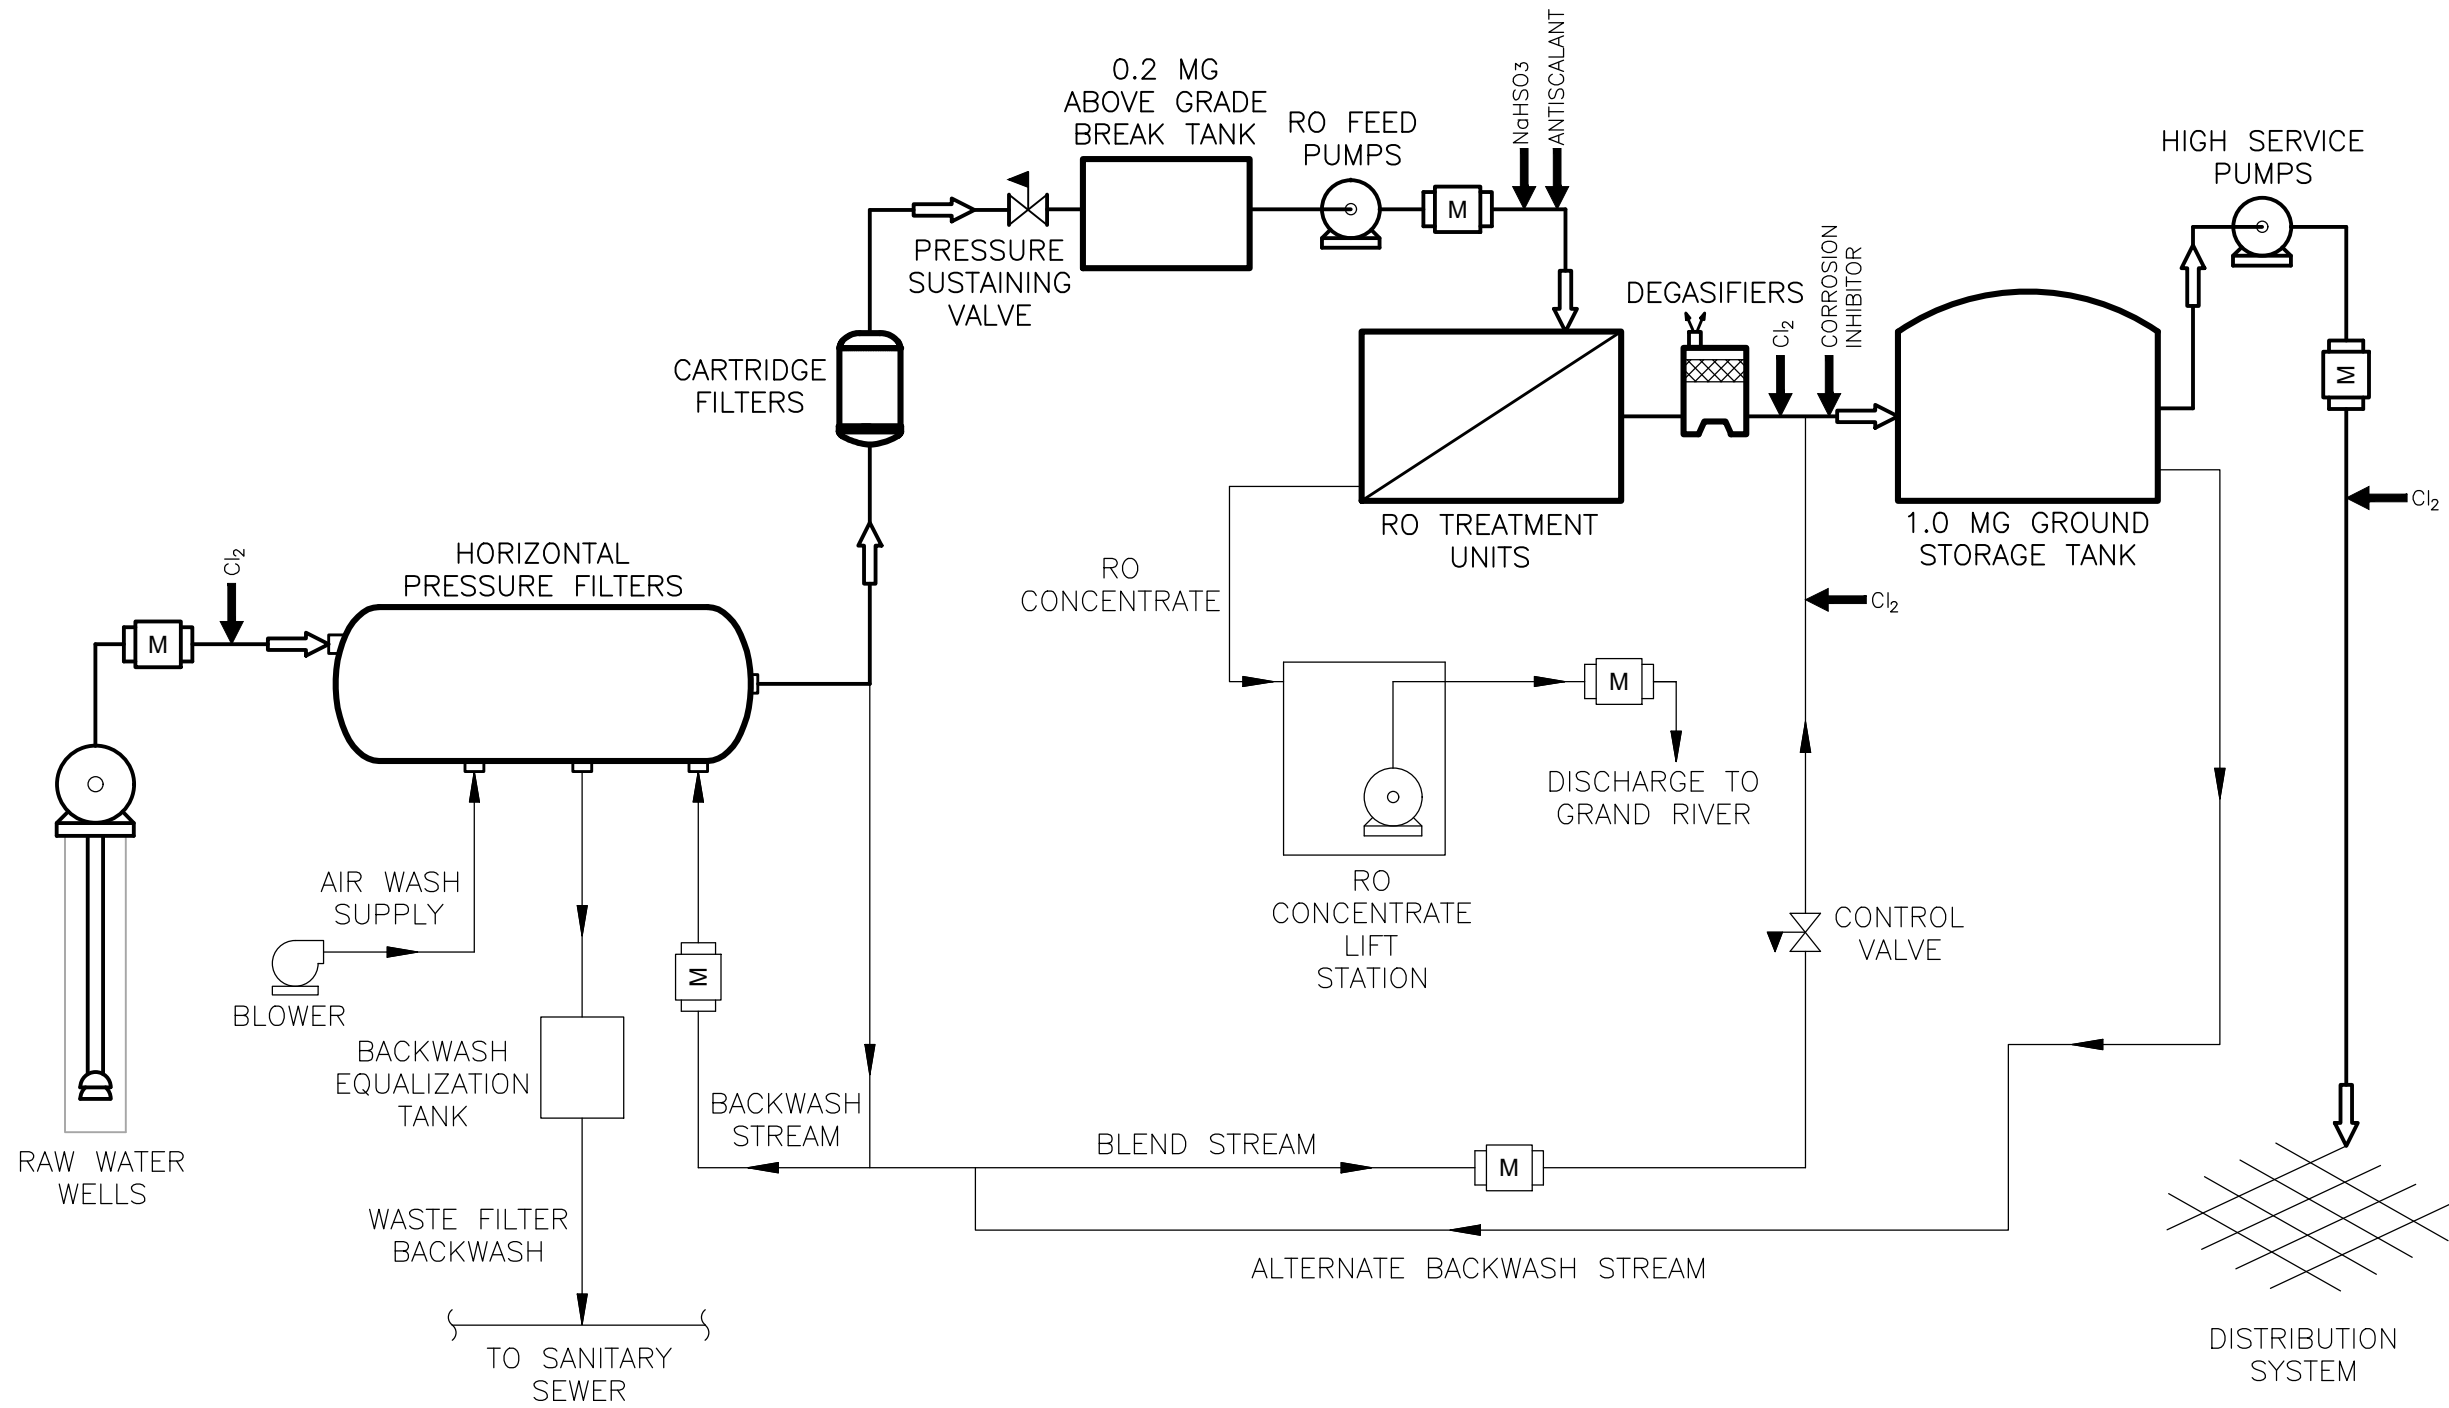 0.2 MG
ABOVE GRADE
BREAK TANK
RO FEED
PUMPS
NaHSO3
ANTISCALANT
HIGH SERVICE
PUMPS
M
PRESSURE
SUSTAINING
VALVE
DEGASIFIERS
Cl2
CORROSION
INHIBITOR
CARTRIDGE
FILTERS
M
Cl2
RO TREATMENT
UNITS
1.0 MG GROUND
STORAGE TANK
HORIZONTAL
PRESSURE FILTERS
Cl2
M
RO
CONCENTRATE
Cl2
M
DISCHARGE TO
GRAND RIVER
AIR WASH
SUPPLY
BLOWER
RO
CONCENTRATE
LIFT
STATION
CONTROL
VALVE
M
BACKWASH
EQUALIZATION
TANK
BACKWASH
STREAM
BLEND STREAM
M
RAW WATER
WELLS
WASTE FILTER
BACKWASH
ALTERNATE BACKWASH STREAM
TO SANITARY
SEWER
DISTRIBUTION
SYSTEM